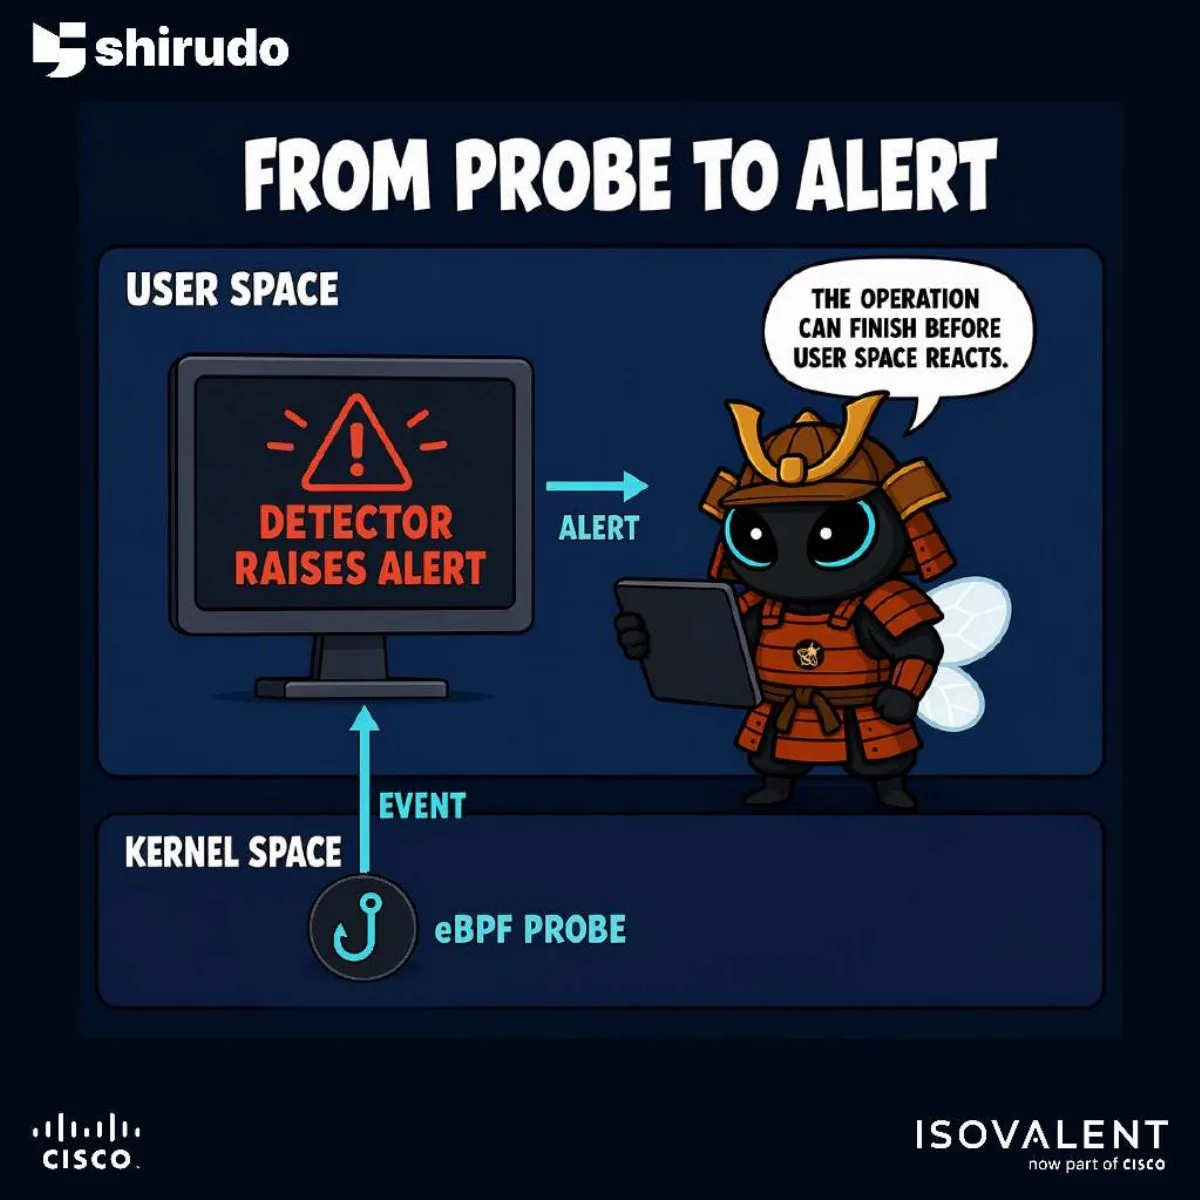 shirudo
FROM PROBE TO ALERT
USER SPACE
THE OPERATION
CAN FINISH BEFORE
USER SPACE REACTS.
DETECTOR
RAISES ALERT
ALERT
EVENT
KERNEL SPACE
eBPF PROBE
CISCO
ISOVALENT
now part of CISCO